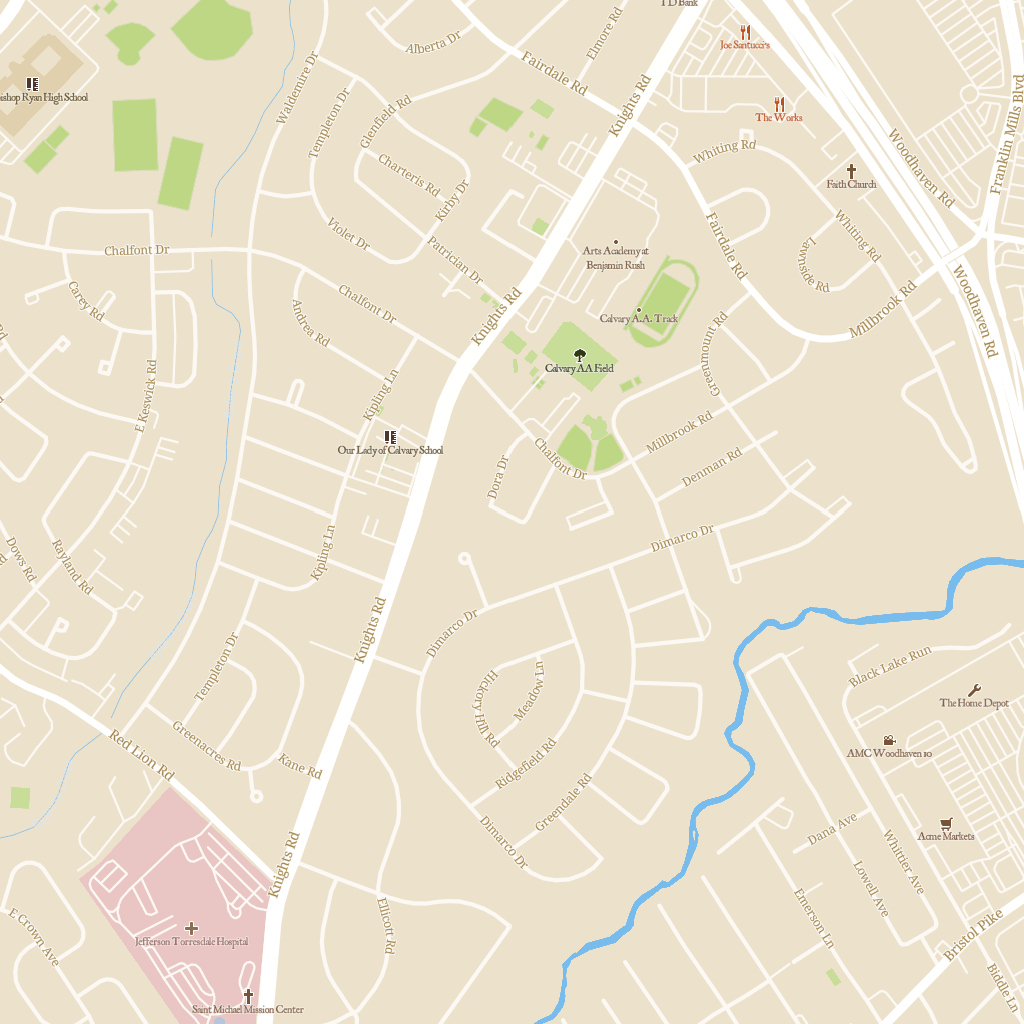 T D Bank
Joe Santucci's
Elmore Rd
Alberta Dr
Fairdale Rd
Waldemire Dr
Bishop Ryan High School
Knights Rd
Franklin Mills Blvd
The Works
Woodhaven Rd
Templeton Dr
Glenfield Rd
Charteris Rd
Kirby Dr
Whiting Rd
Faith Church
Violet Dr
Patrician Dr
Arts Academy at
Benjamin Rush
Fairdale Rd
Whiting Rd
Lawnside Rd
Chalfont Dr
Carey Rd
Chalfont Dr
Andrea Rd
Knights Rd
Calvary A.A. Track
Millbrook Rd
Woodhaven Rd
Greenmount Rd
Calvary AA Field
E Keswick Rd
Kipling Ln
Our Lady of Calvary School
Millbrook Rd
Chalfont Dr
Dora Dr
Denman Rd
Dimarco Dr
Kipling Ln
Dows Rd
Rayland Rd
Knights Rd
Dimarco Dr
Templeton Dr
Hickory Hill Rd
Meadow Ln
Black Lake Run
The Home Depot
AMC Woodhaven 10
Red Lion Rd
Greenacres Rd
Kane Rd
Ridgefield Rd
Greendale Rd
Dimarco Dr
Dana Ave
Acme Markets
Knights Rd
Whittier Ave
Lowell Ave
Emerson Ln
Ellicott Rd
E Crown Ave
Jefferson Torresdale Hospital
Bristol Pike
Biddle Ln
Saint Michael Mission Center